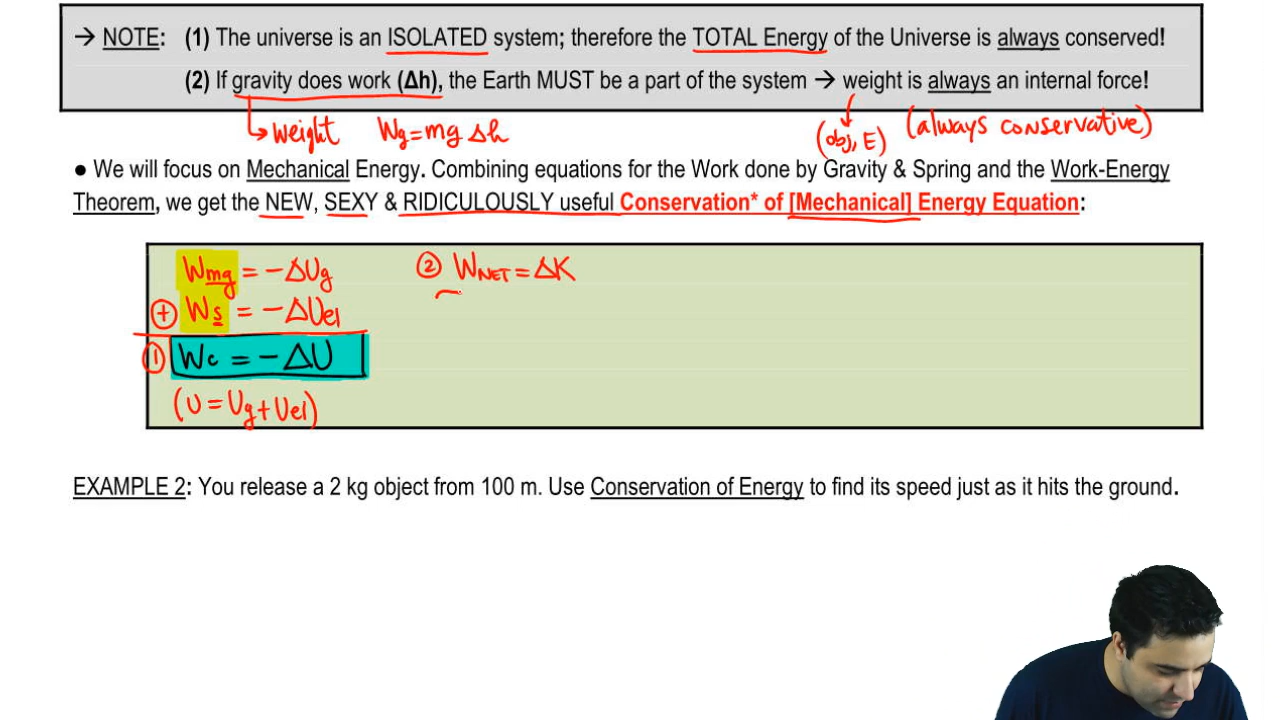 → NOTE: (1) The universe is an ISOLATED system; therefore the TOTAL Energy of the Universe is always conserved!
(2) If gravity does work (Δh), the Earth MUST be a part of the system → weight is always an internal force!
↳ Weight Wg = mg Δh (obj, E) (always conservative)
● We will focus on Mechanical Energy. Combining equations for the Work done by Gravity & Spring and the Work-Energy
Theorem, we get the NEW, SEXY & RIDICULOUSLY useful Conservation* of [Mechanical] Energy Equation:
Wmg = -ΔUg ② WNET = ΔK
⊕ Ws = -ΔUel
① Wc = -ΔU
(U = Ug + Uel)
EXAMPLE 2: You release a 2 kg object from 100 m. Use Conservation of Energy to find its speed just as it hits the ground.